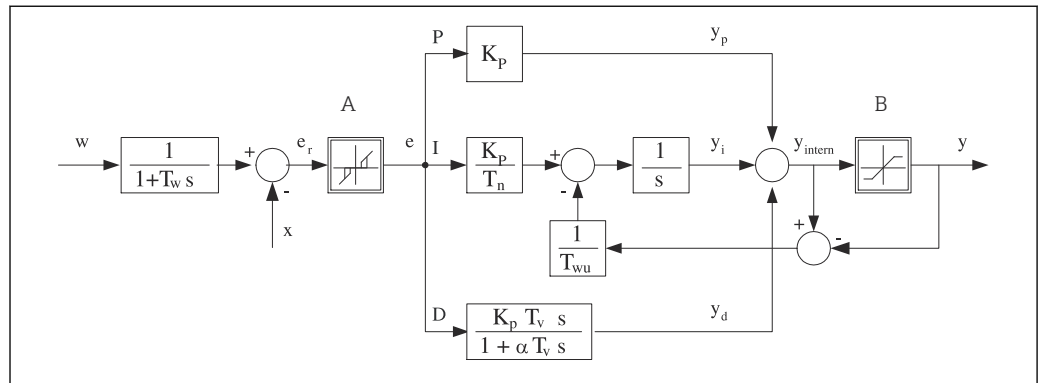 P
K_P
y_p
A
B
w
1
1+T_w s
+
-
e_r
x
e
I
K_P
T_n
+
-
1
s
y_i
y_intern
y
1
T_wu
+
-
D
K_p T_v s
1 + α T_v s
y_d